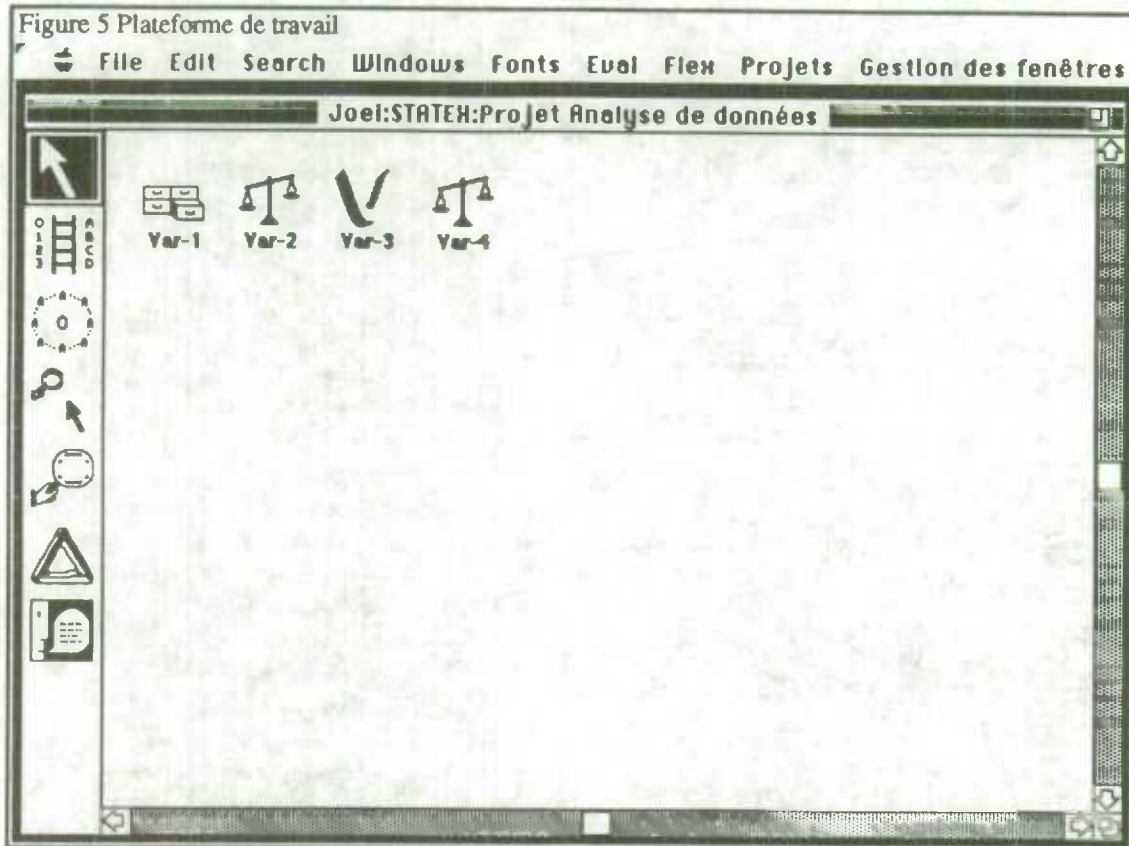 Figure 5 Plateforme de travail
File Edit Search Windows Fonts Eval Flex Projets Gestion des fenêtres
Joel:STATEX:Projet Analyse de données
0 A
1 B
2 C
3 D
Var-1 Var-2 Var-3 Var-4
0